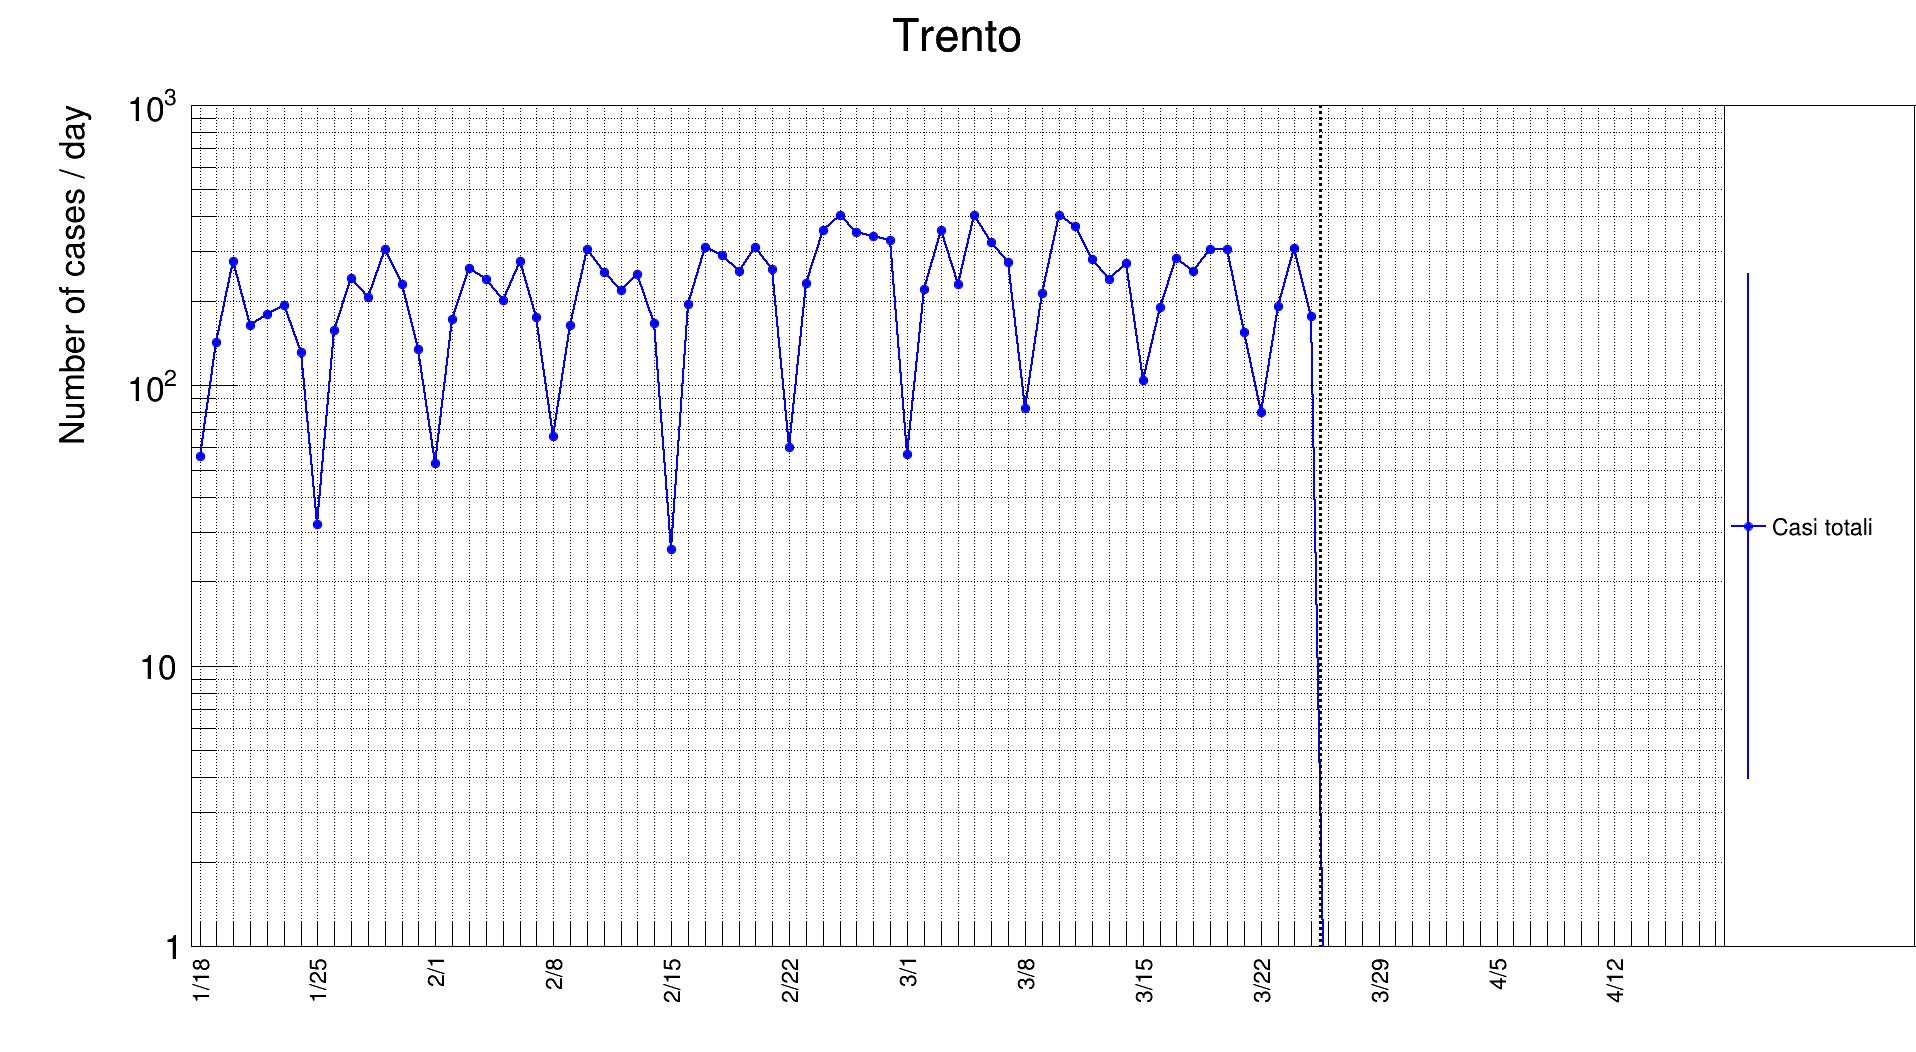 Trento
Number of cases / day
10³
10²
10
1
1/18 1/25 2/1 2/8 2/15 2/22 3/1 3/8 3/15 3/22 3/29 4/5 4/12
Casi totali